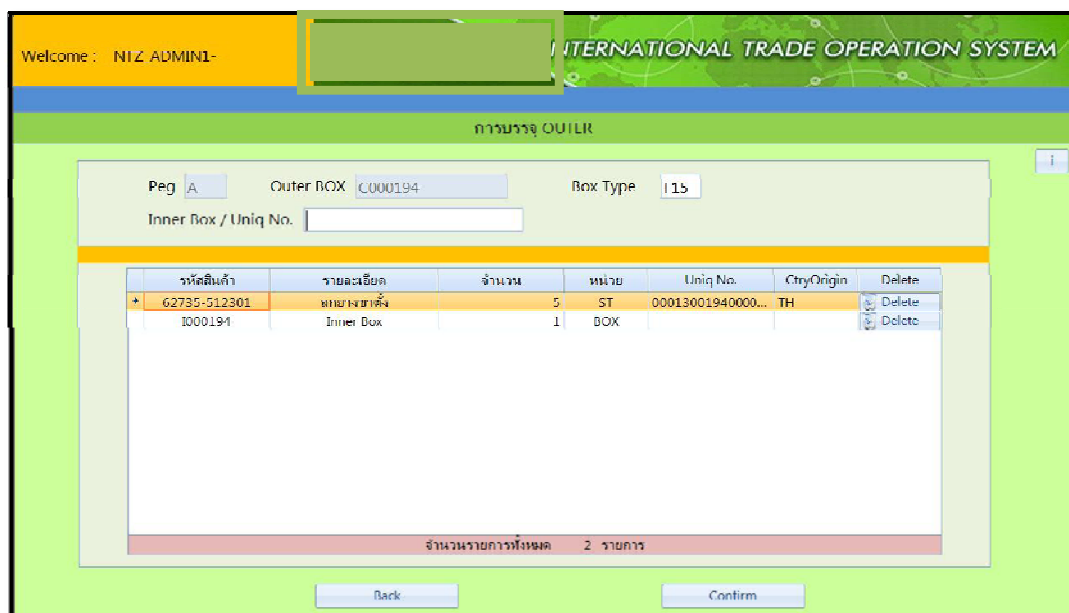 Welcome : NTZ ADMIN1-
INTERNATIONAL TRADE OPERATION SYSTEM
การบรรจุ OUTER
i
Peg A Outer BOX C000194 Box Type T15
Inner Box / Uniq No.
รหัสสินค้า รายละเอียด จำนวน หน่วย Uniq No. CtryOrigin Delete
62735-512301 5 ST 00013001940000... TH Delete
I000194 Inner Box 1 BOX Delete
จำนวนรายการทั้งหมด 2 รายการ
Back Confirm